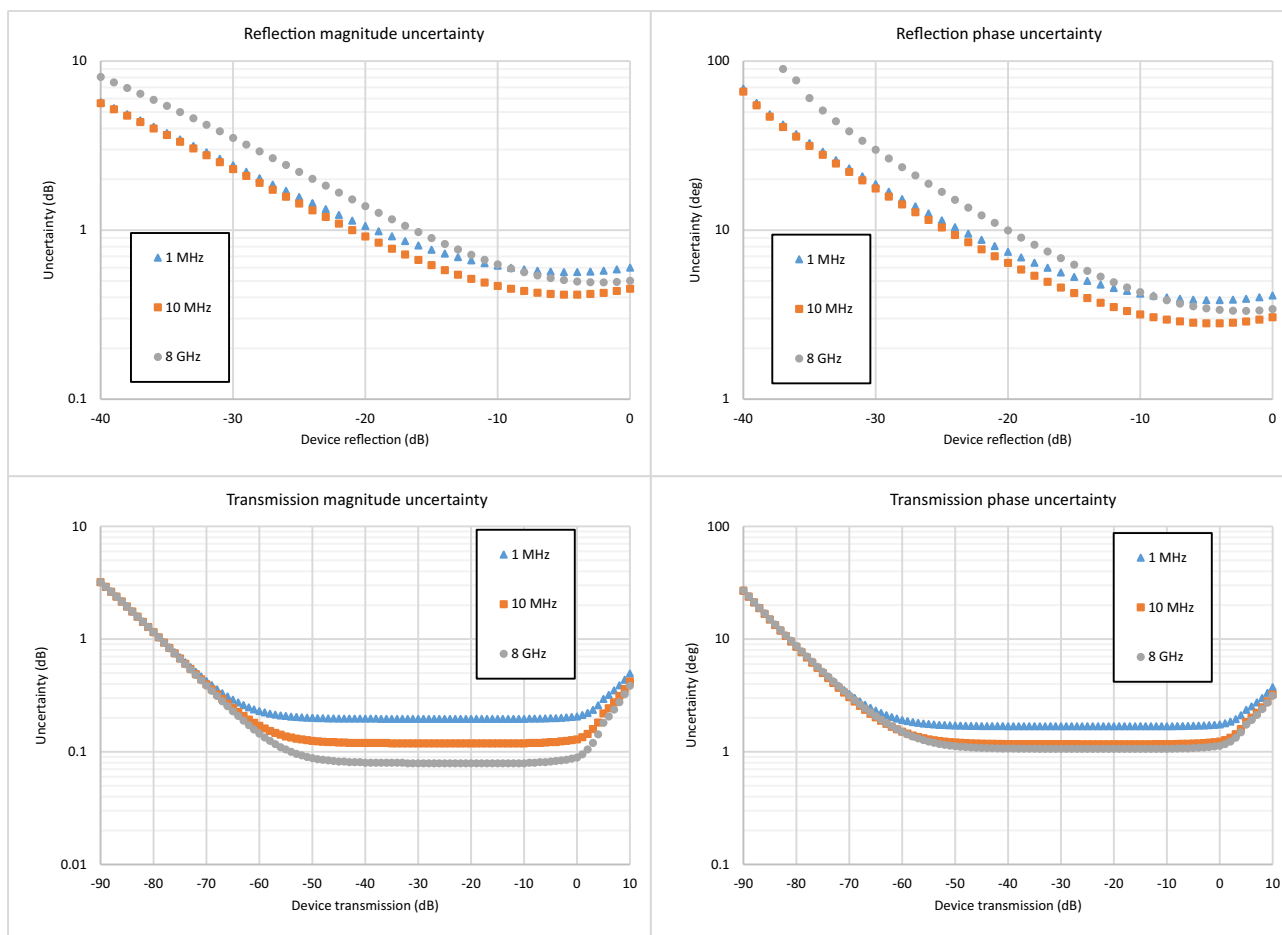 Reflection magnitude uncertainty
10
1
0.1
Uncertainty (dB)
1 MHz
10 MHz
8 GHz
-40 -30 -20 -10 0
Device reflection (dB)
Reflection phase uncertainty
100
10
1
Uncertainty (deg)
1 MHz
10 MHz
8 GHz
-40 -30 -20 -10 0
Device reflection (dB)
Transmission magnitude uncertainty
10
1
0.1
0.01
Uncertainty (dB)
1 MHz
10 MHz
8 GHz
-90 -80 -70 -60 -50 -40 -30 -20 -10 0 10
Device transmission (dB)
Transmission phase uncertainty
100
10
1
0.1
Uncertainty (deg)
1 MHz
10 MHz
8 GHz
-90 -80 -70 -60 -50 -40 -30 -20 -10 0 10
Device transmission (dB)